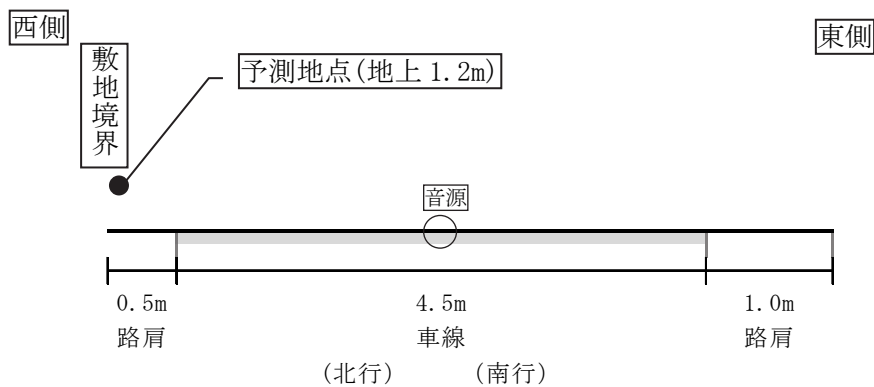 西側
東側
敷地境界
予測地点(地上 1.2m)
音源
0.5m
4.5m
1.0m
路肩
車線
路肩
(北行)
(南行)